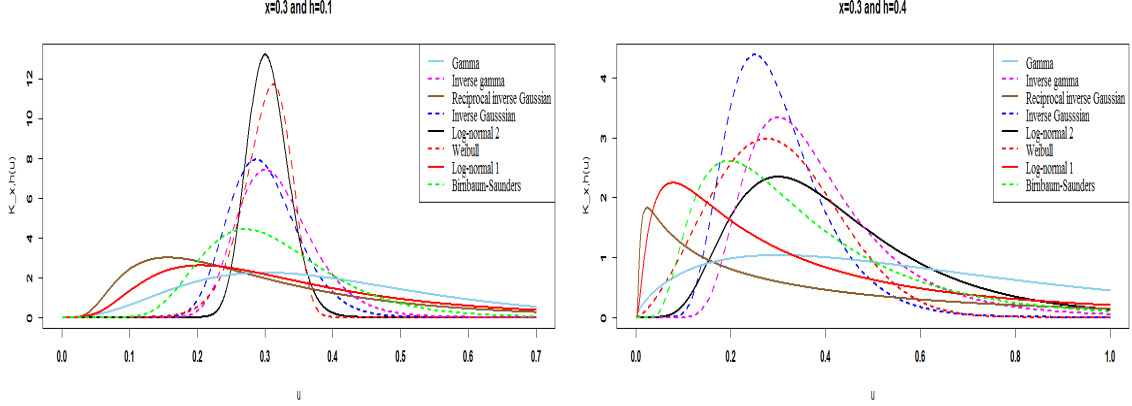 x=0.3 and h=0.1
K_x,h(u)
0 2 4 6 8 10 12
Gamma
Inverse gamma
Reciprocal inverse Gaussian
Inverse Gausssian
Log-normal 2
Weibull
Log-normal 1
Birnbaum-Saunders
0.0 0.1 0.2 0.3 0.4 0.5 0.6 0.7
u
x=0.3 and h=0.4
K_x,h(u)
0 1 2 3 4
Gamma
Inverse gamma
Reciprocal inverse Gaussian
Inverse Gausssian
Log-normal 2
Weibull
Log-normal 1
Birnbaum-Saunders
0.0 0.2 0.4 0.6 0.8 1.0
u